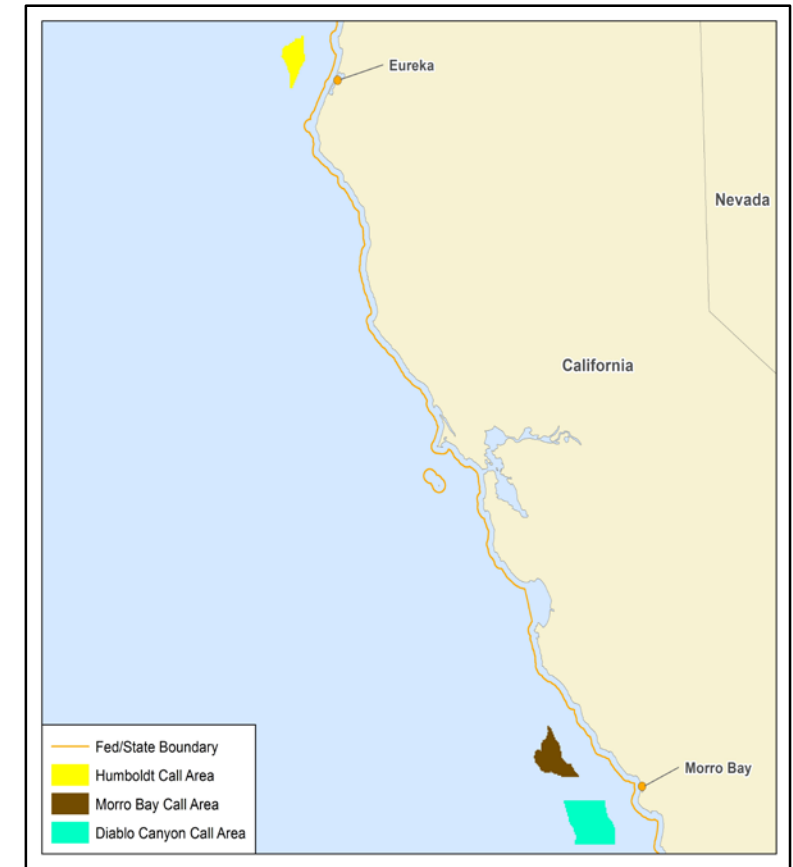 Eureka
Nevada
California
Morro Bay
Fed/State Boundary
Humboldt Call Area
Morro Bay Call Area
Diablo Canyon Call Area